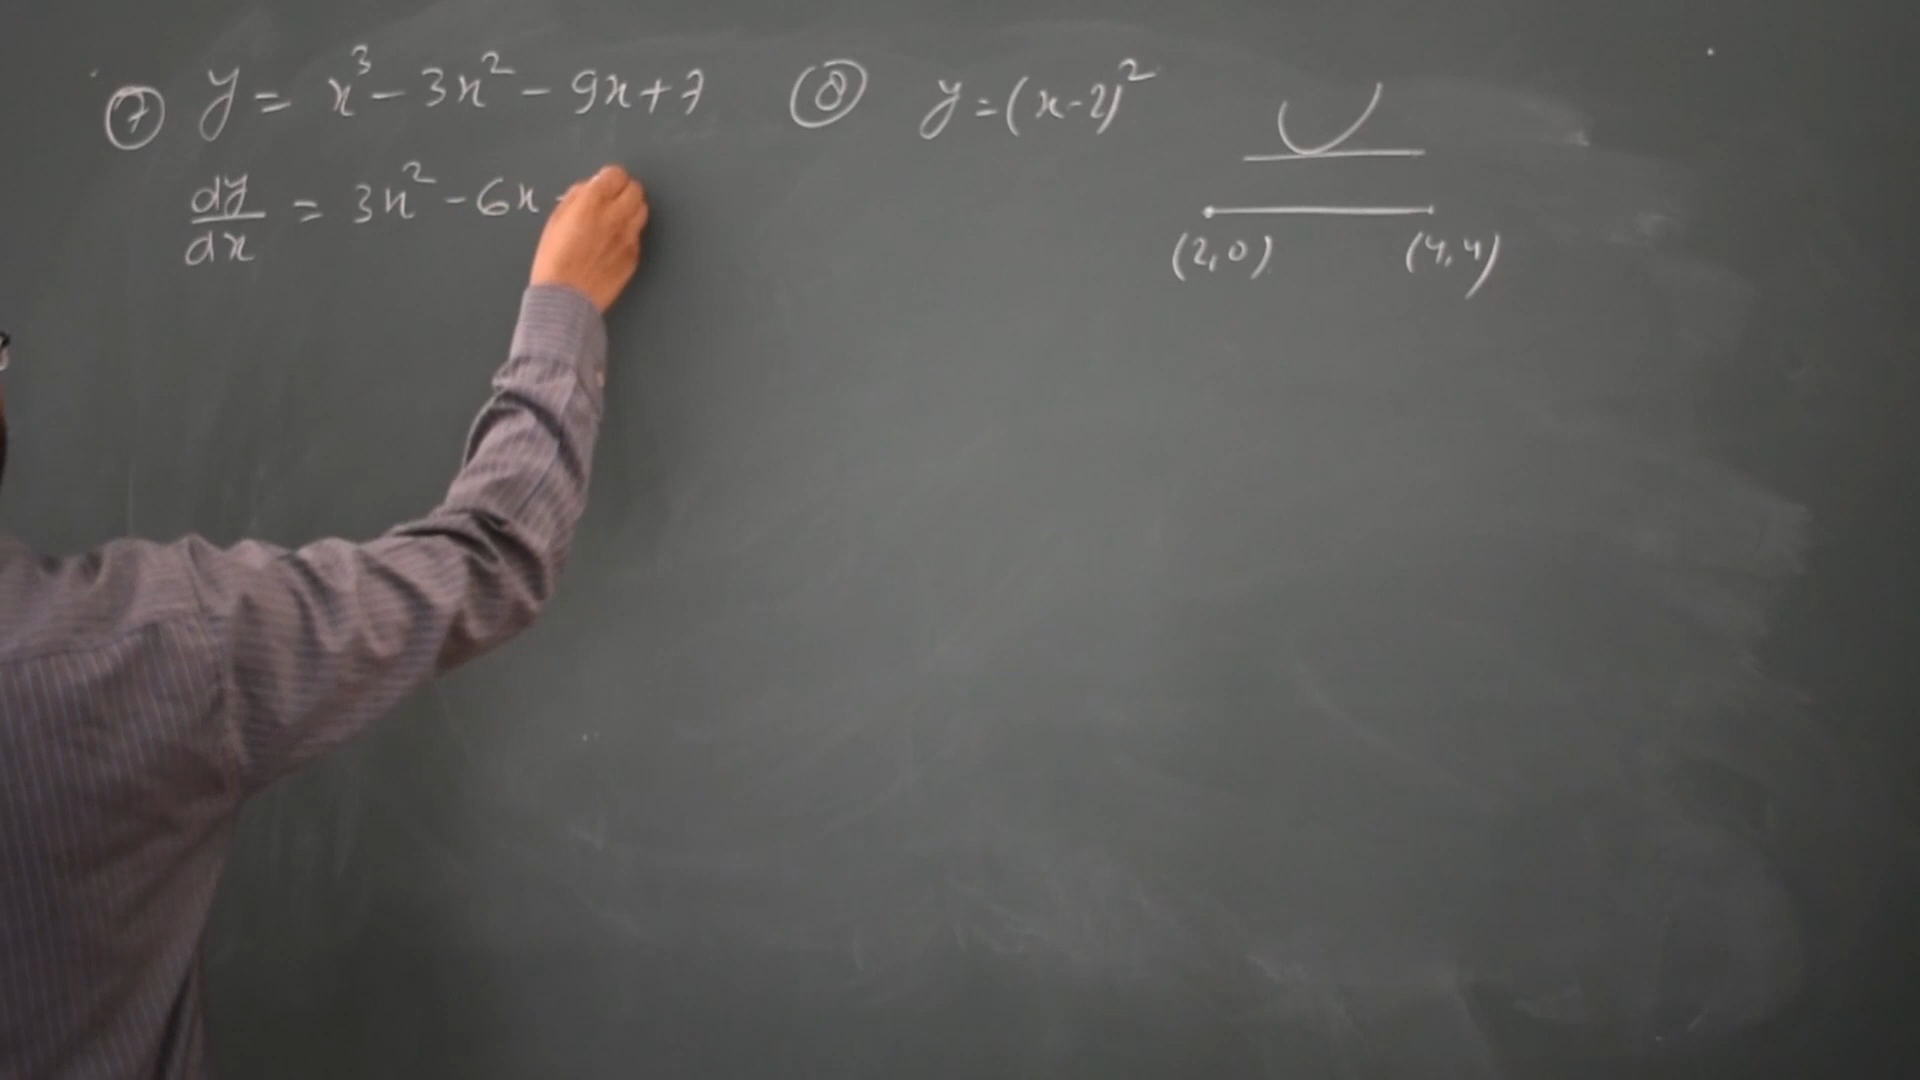 ⑦ y = x³ - 3x² - 9x + 7
dy/dx = 3x² - 6x -
⑧ y = (x-2)²
(2,0) (4,4)